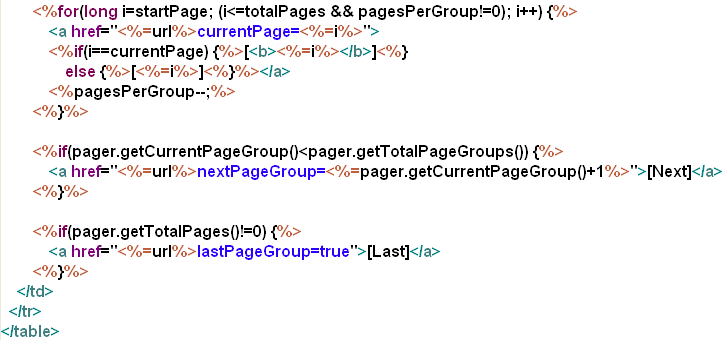 <%for(long i=startPage; (i<=totalPages && pagesPerGroup!=0); i++) {%>
<a href="<%=url%>currentPage=<%=i%>">
<%if(i==currentPage) {%>[<b><%=i%></b>]<%}
else {%>[<%=i%>]<%}%></a>
<%pagesPerGroup--;%>
<%}%>
<%if(pager.getCurrentPageGroup()<pager.getTotalPageGroups()) {%>
<a href="<%=url%>nextPageGroup=<%=pager.getCurrentPageGroup()+1%>">[Next]</a>
<%}%>
<%if(pager.getTotalPages()!=0) {%>
<a href="<%=url%>lastPageGroup=true">[Last]</a>
<%}%>
</td>
</tr>
</table>